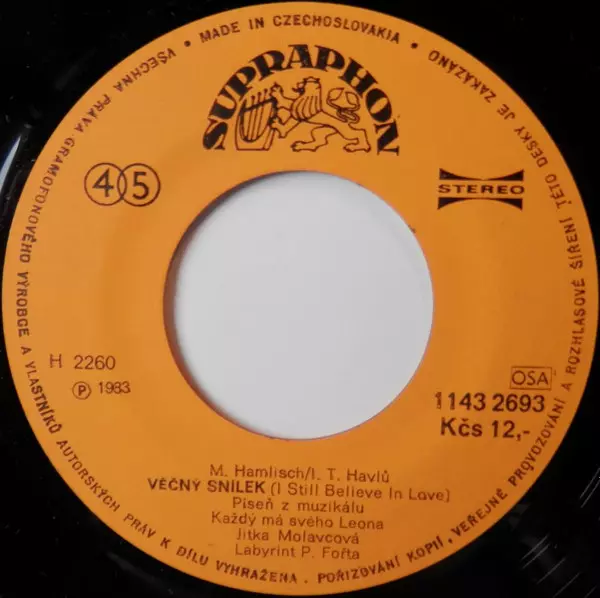 VŠECHNA PRÁVA GRAMOFONOVÉHO VÝROBCE A VLASTNÍKŮ AUTORSKÝCH PRÁV K DÍLU VYHRAŽENA. POŘIZOVÁNÍ KOPIÍ, VEŘEJNÉ PROVOZOVÁNÍ A ROZHLASOVÉ ŠÍŘENÍ TÉTO DESKY JE ZAKÁZÁNO
• MADE IN CZECHOSLOVAKIA •
SUPRAPHON
45
STEREO
H 2260
Ⓟ 1983
OSA
1143 2693
Kčs 12,-
M. Hamlisch/I. T. Havlů
VĚČNÝ SNÍLEK (I Still Believe In Love)
Píseň z muzikálu
Každý má svého Leona
Jitka Molavcová
Labyrint P. Fořta